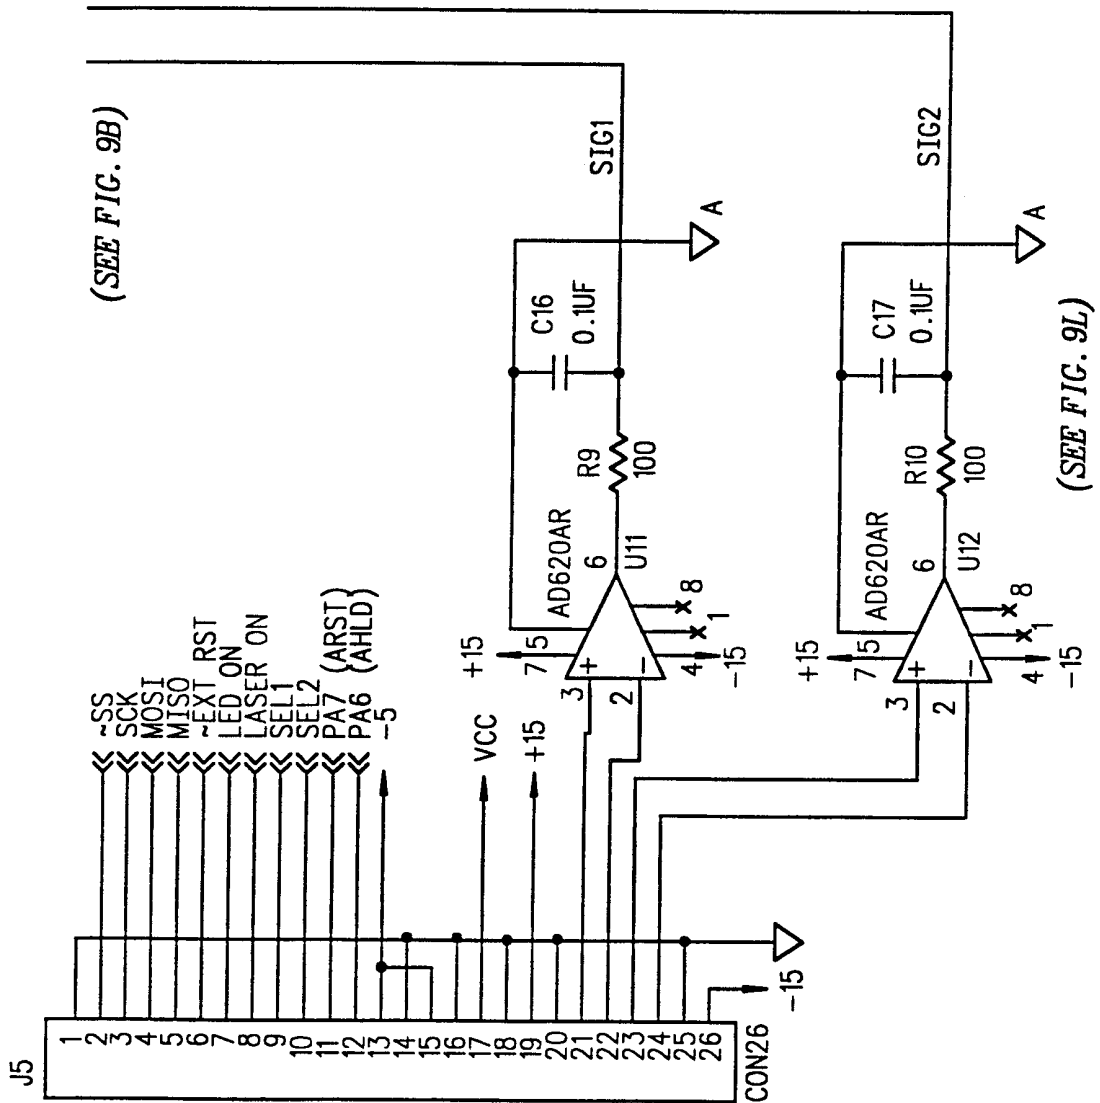 (SEE FIG. 9B)
SIG1
A
C16
0.1UF
R9
100
AD620AR
U11
6
+15
7
5
3
+
2
-
4
-15
1
8
SIG2
A
C17
0.1UF
R10
100
AD620AR
U12
6
+15
7
5
3
+
2
-
4
-15
1
8
(SEE FIG. 9L)
~SS
SCK
MOSI
MISO
~EXT RST
LED ON
LASER ON
SEL1
SEL2
PA7 (ARST)
PA6 (AHLD)
-5
VCC
+15
-15
J5
1
2
3
4
5
6
7
8
9
10
11
12
13
14
15
16
17
18
19
20
21
22
23
24
25
26
CON26